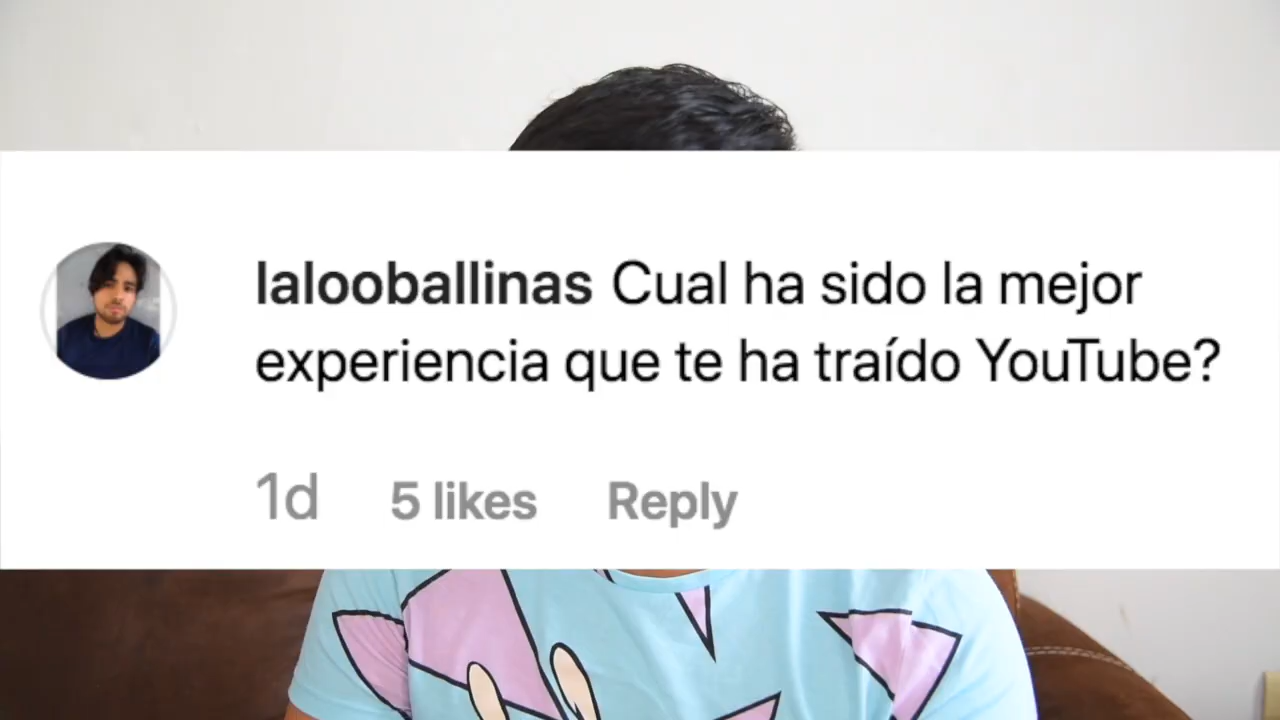 lalooballinas Cual ha sido la mejor
experiencia que te ha traído YouTube?
1d 5 likes Reply